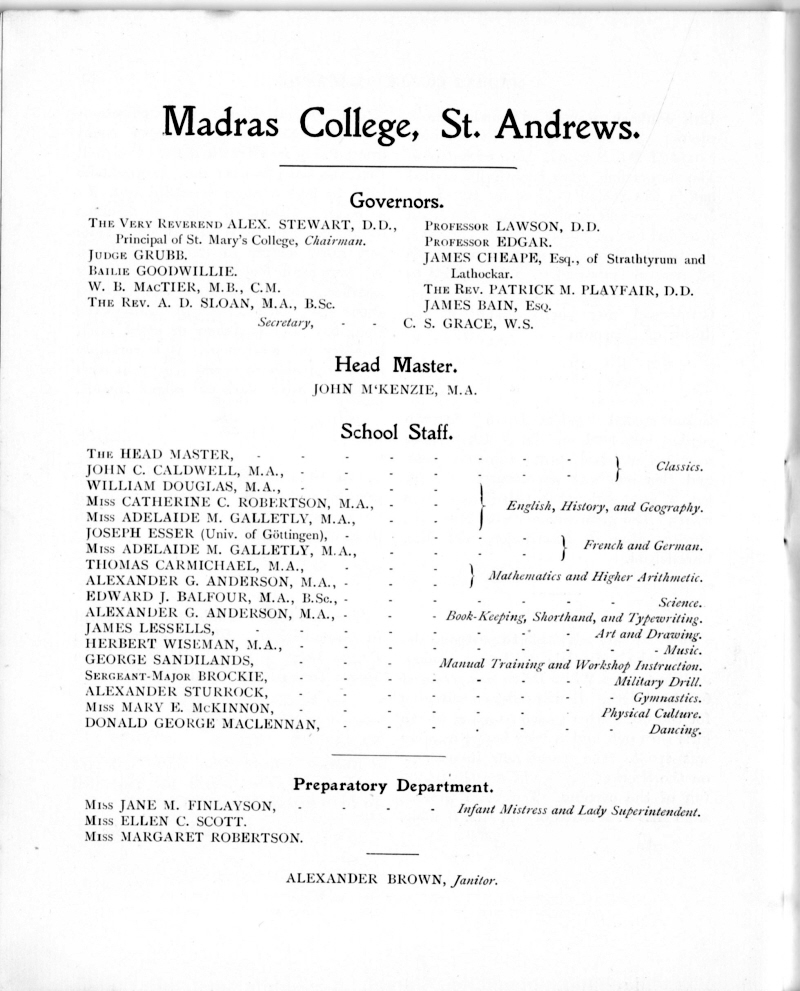 Madras College, St. Andrews.
Governors.
THE VERY REVEREND ALEX. STEWART, D.D.,
Principal of St. Mary's College, Chairman.
JUDGE GRUBB.
BAILIE GOODWILLIE.
W. B. MACTIER, M.B., C.M.
THE REV. A. D. SLOAN, M.A., B.Sc.
PROFESSOR LAWSON, D.D.
PROFESSOR EDGAR.
JAMES CHEAPE, Esq., of Strathtyrum and
Lathockar.
THE REV. PATRICK M. PLAYFAIR, D.D.
JAMES BAIN, ESQ.
Secretary, - - C. S. GRACE, W.S.
Head Master.
JOHN M‘KENZIE, M.A.
School Staff.
THE HEAD MASTER, - - - - - - - -
JOHN C. CALDWELL, M.A., - - - - - - - } Classics.
WILLIAM DOUGLAS, M.A., - - - -
MISS CATHERINE C. ROBERTSON, M.A., - - } English, History, and Geography.
MISS ADELAIDE M. GALLETLY, M.A., - -
JOSEPH ESSER (Univ. of Göttingen), - - - - -
MISS ADELAIDE M. GALLETLY, M.A., - - - - } French and German.
THOMAS CARMICHAEL, M.A., - -
ALEXANDER G. ANDERSON, M.A., - - - } Mathematics and Higher Arithmetic.
EDWARD J. BALFOUR, M.A., B.Sc., - - - - - - - Science.
ALEXANDER G. ANDERSON, M.A., - - - Book-Keeping, Shorthand, and Typewriting.
JAMES LESSELLS, - - - - - - - - Art and Drawing.
HERBERT WISEMAN, M.A., - - - - - - - - - Music.
GEORGE SANDILANDS, - - - Manual Training and Workshop Instruction.
SERGEANT-MAJOR BROCKIE, - - - - - - - Military Drill.
ALEXANDER STURROCK, - - - - - - - - Gymnastics.
MISS MARY E. MCKINNON, - - - - - - - Physical Culture.
DONALD GEORGE MACLENNAN, - - - - - - - Dancing.
Preparatory Department.
MISS JANE M. FINLAYSON, - - - - Infant Mistress and Lady Superintendent.
MISS ELLEN C. SCOTT.
MISS MARGARET ROBERTSON.
ALEXANDER BROWN, Janitor.